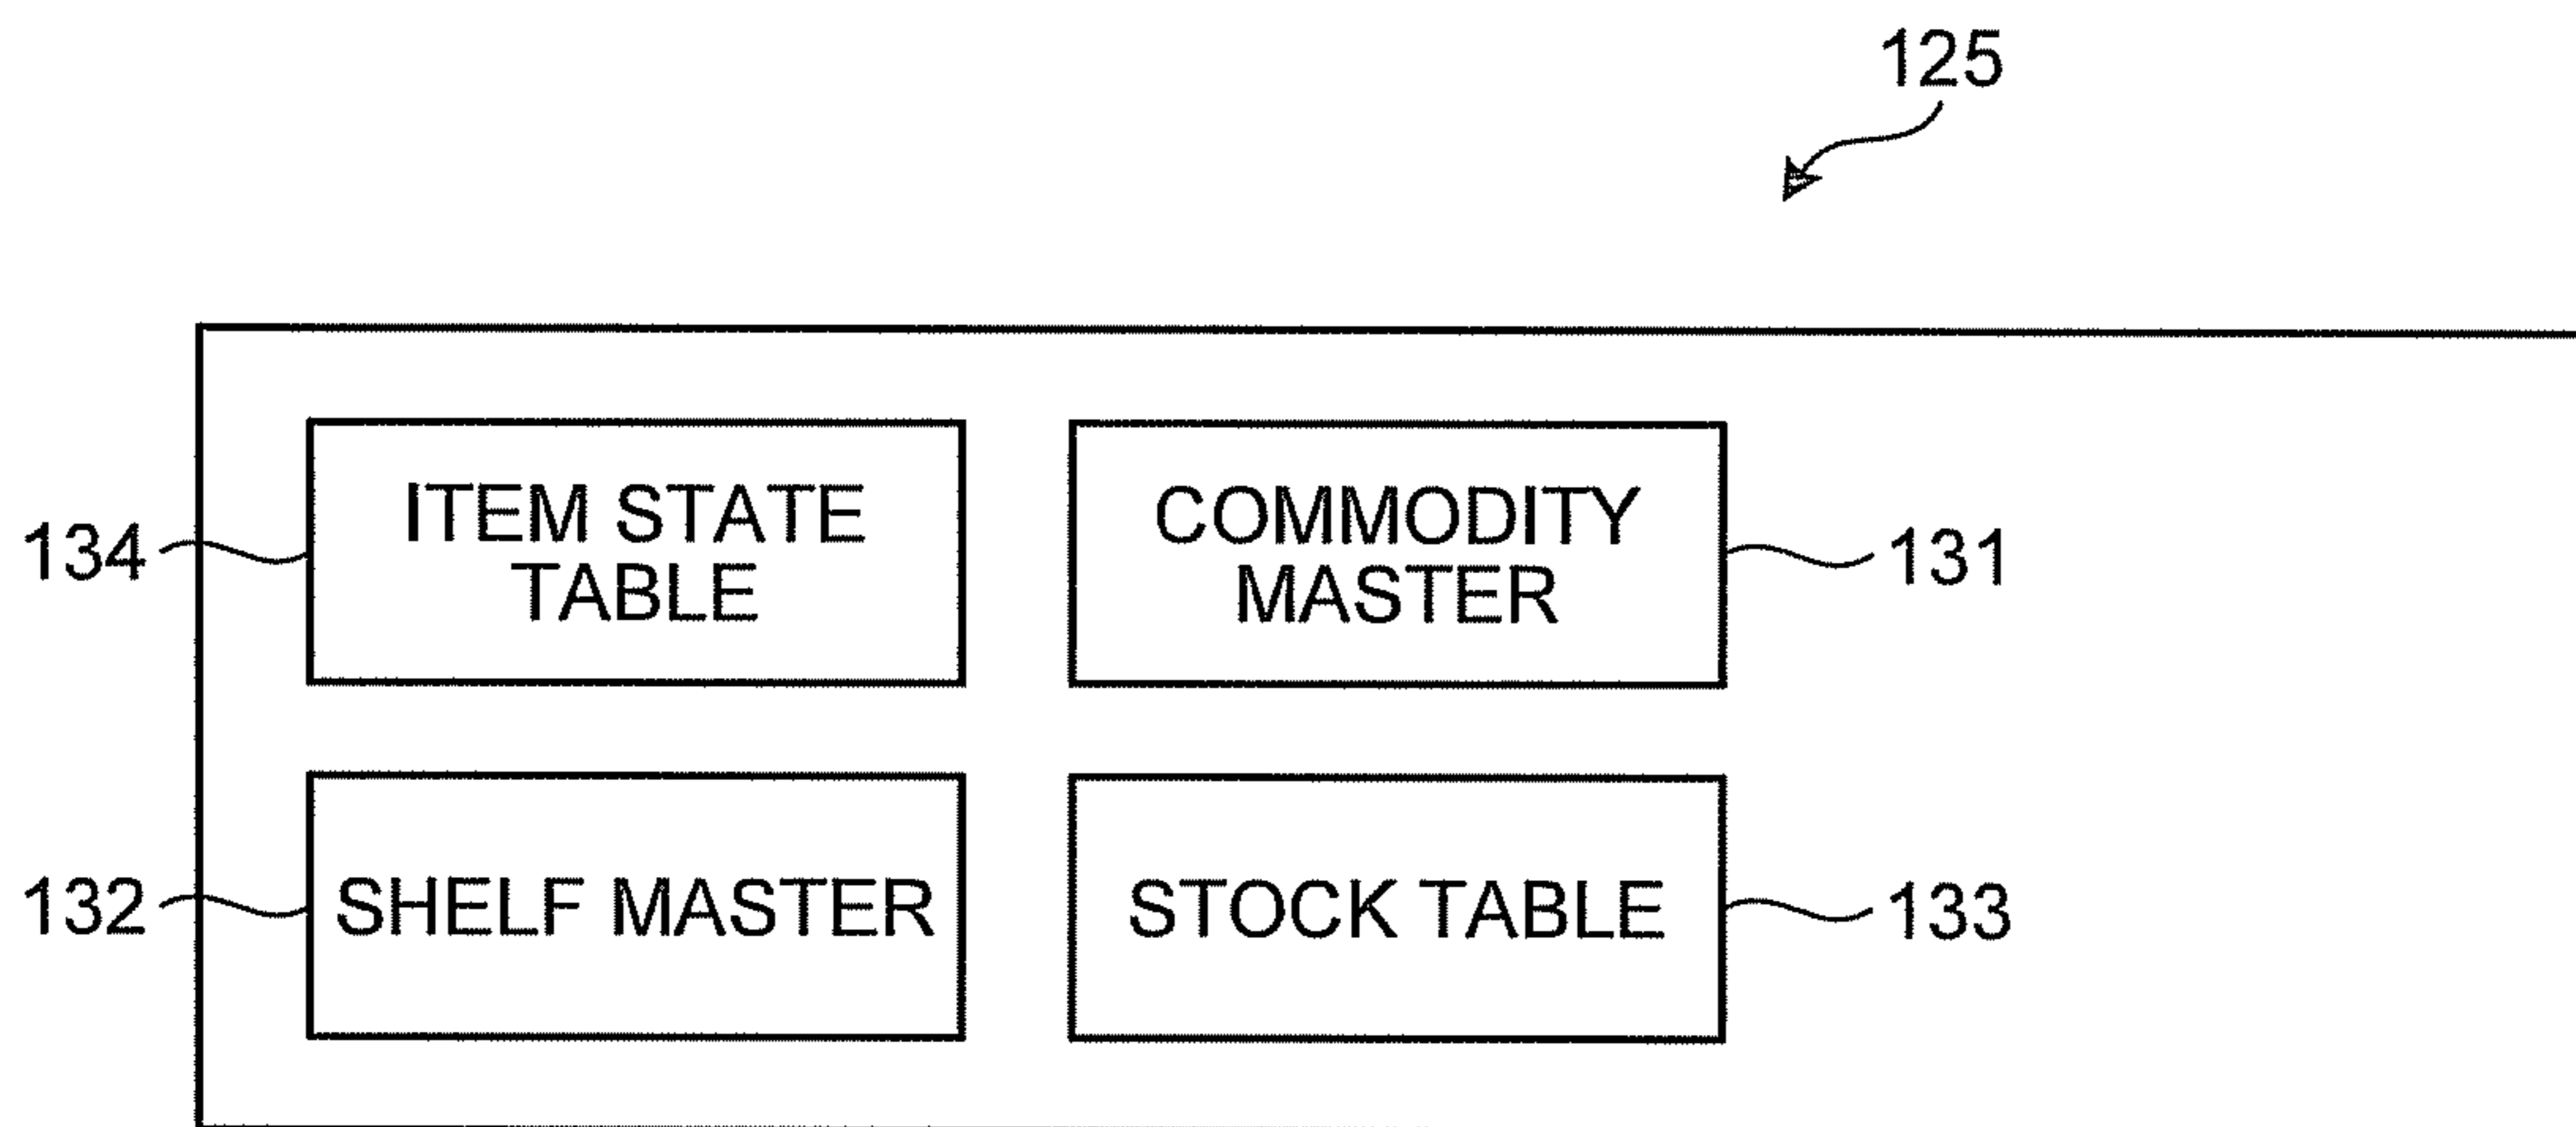 125
134
ITEM STATE
TABLE
COMMODITY
MASTER
131
132
SHELF MASTER
STOCK TABLE
133